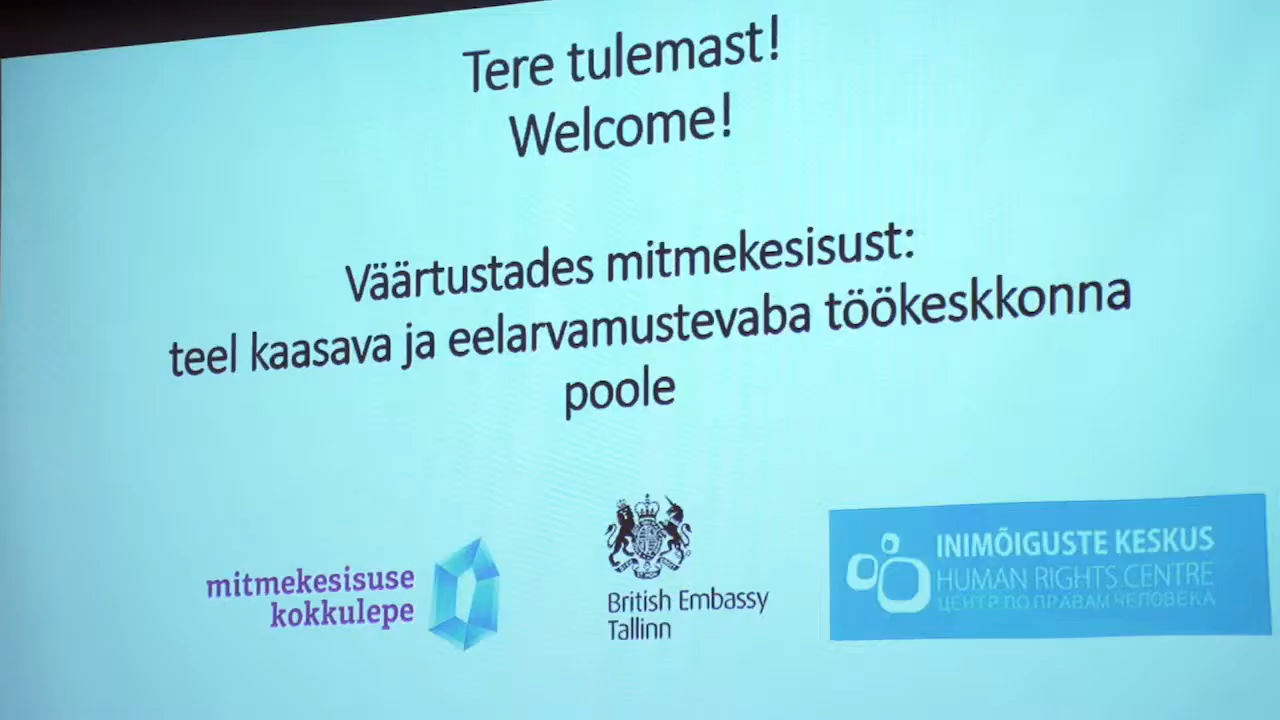 Tere tulemast!
Welcome!
Väärtustades mitmekesisust:
teel kaasava ja eelarvamustevaba töökeskkonna
poole
mitmekesisuse
kokkulepe
British Embassy
Tallinn
INIMÕIGUSTE KESKUS
HUMAN RIGHTS CENTRE
ЦЕНТР ПО ПРАВАМ ЧЕЛОВЕКА